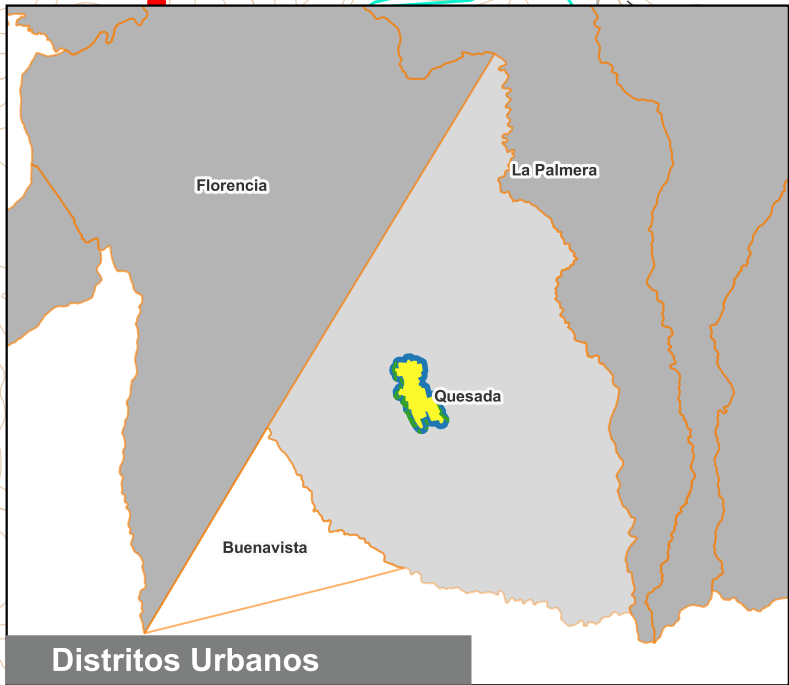 La Palmera
Florencia
Quesada
Buenavista
Distritos Urbanos